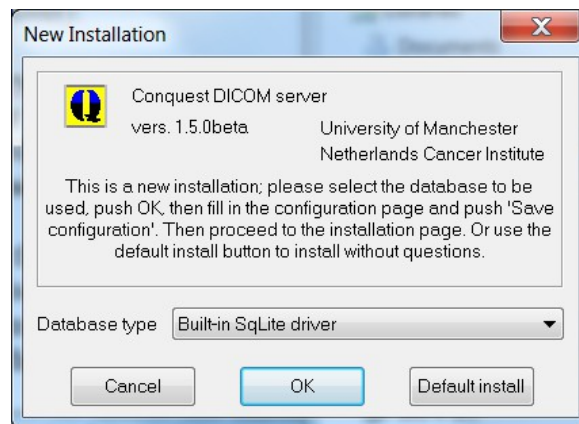 New Installation
Conquest DICOM server
vers. 1.5.0beta
University of Manchester
Netherlands Cancer Institute
This is a new installation; please select the database to be
used, push OK, then fill in the configuration page and push 'Save
configuration'. Then proceed to the installation page. Or use the
default install button to install without questions.
Database type
Built-in SqLite driver
Cancel
OK
Default install